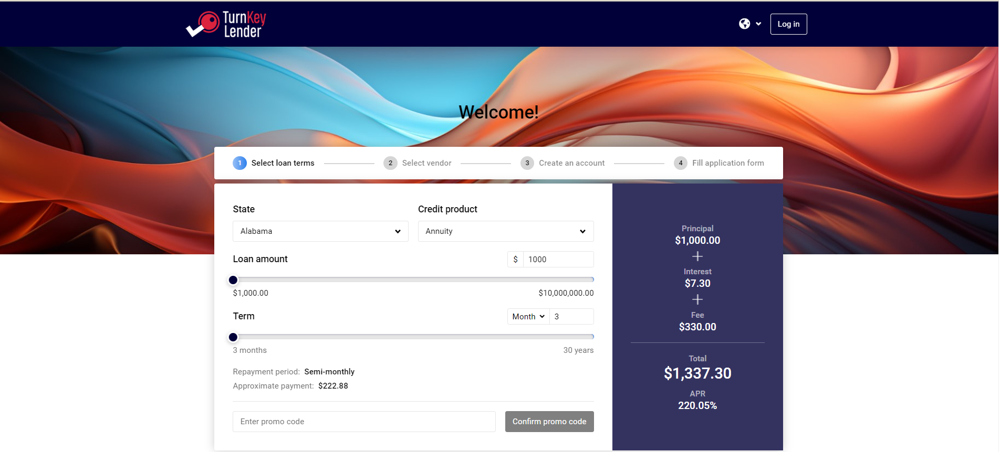 TurnKey
Lender
Log in
Welcome!
1 Select loan terms
2 Select vendor
3 Create an account
4 Fill application form
State
Alabama
Credit product
Annuity
Loan amount
$ 1000
$1,000.00
$10,000,000.00
Term
Month 3
3 months
30 years
Repayment period: Semi-monthly
Approximate payment: $222.88
Enter promo code
Confirm promo code
Principal
$1,000.00
+
Interest
$7.30
+
Fee
$330.00
Total
$1,337.30
APR
220.05%